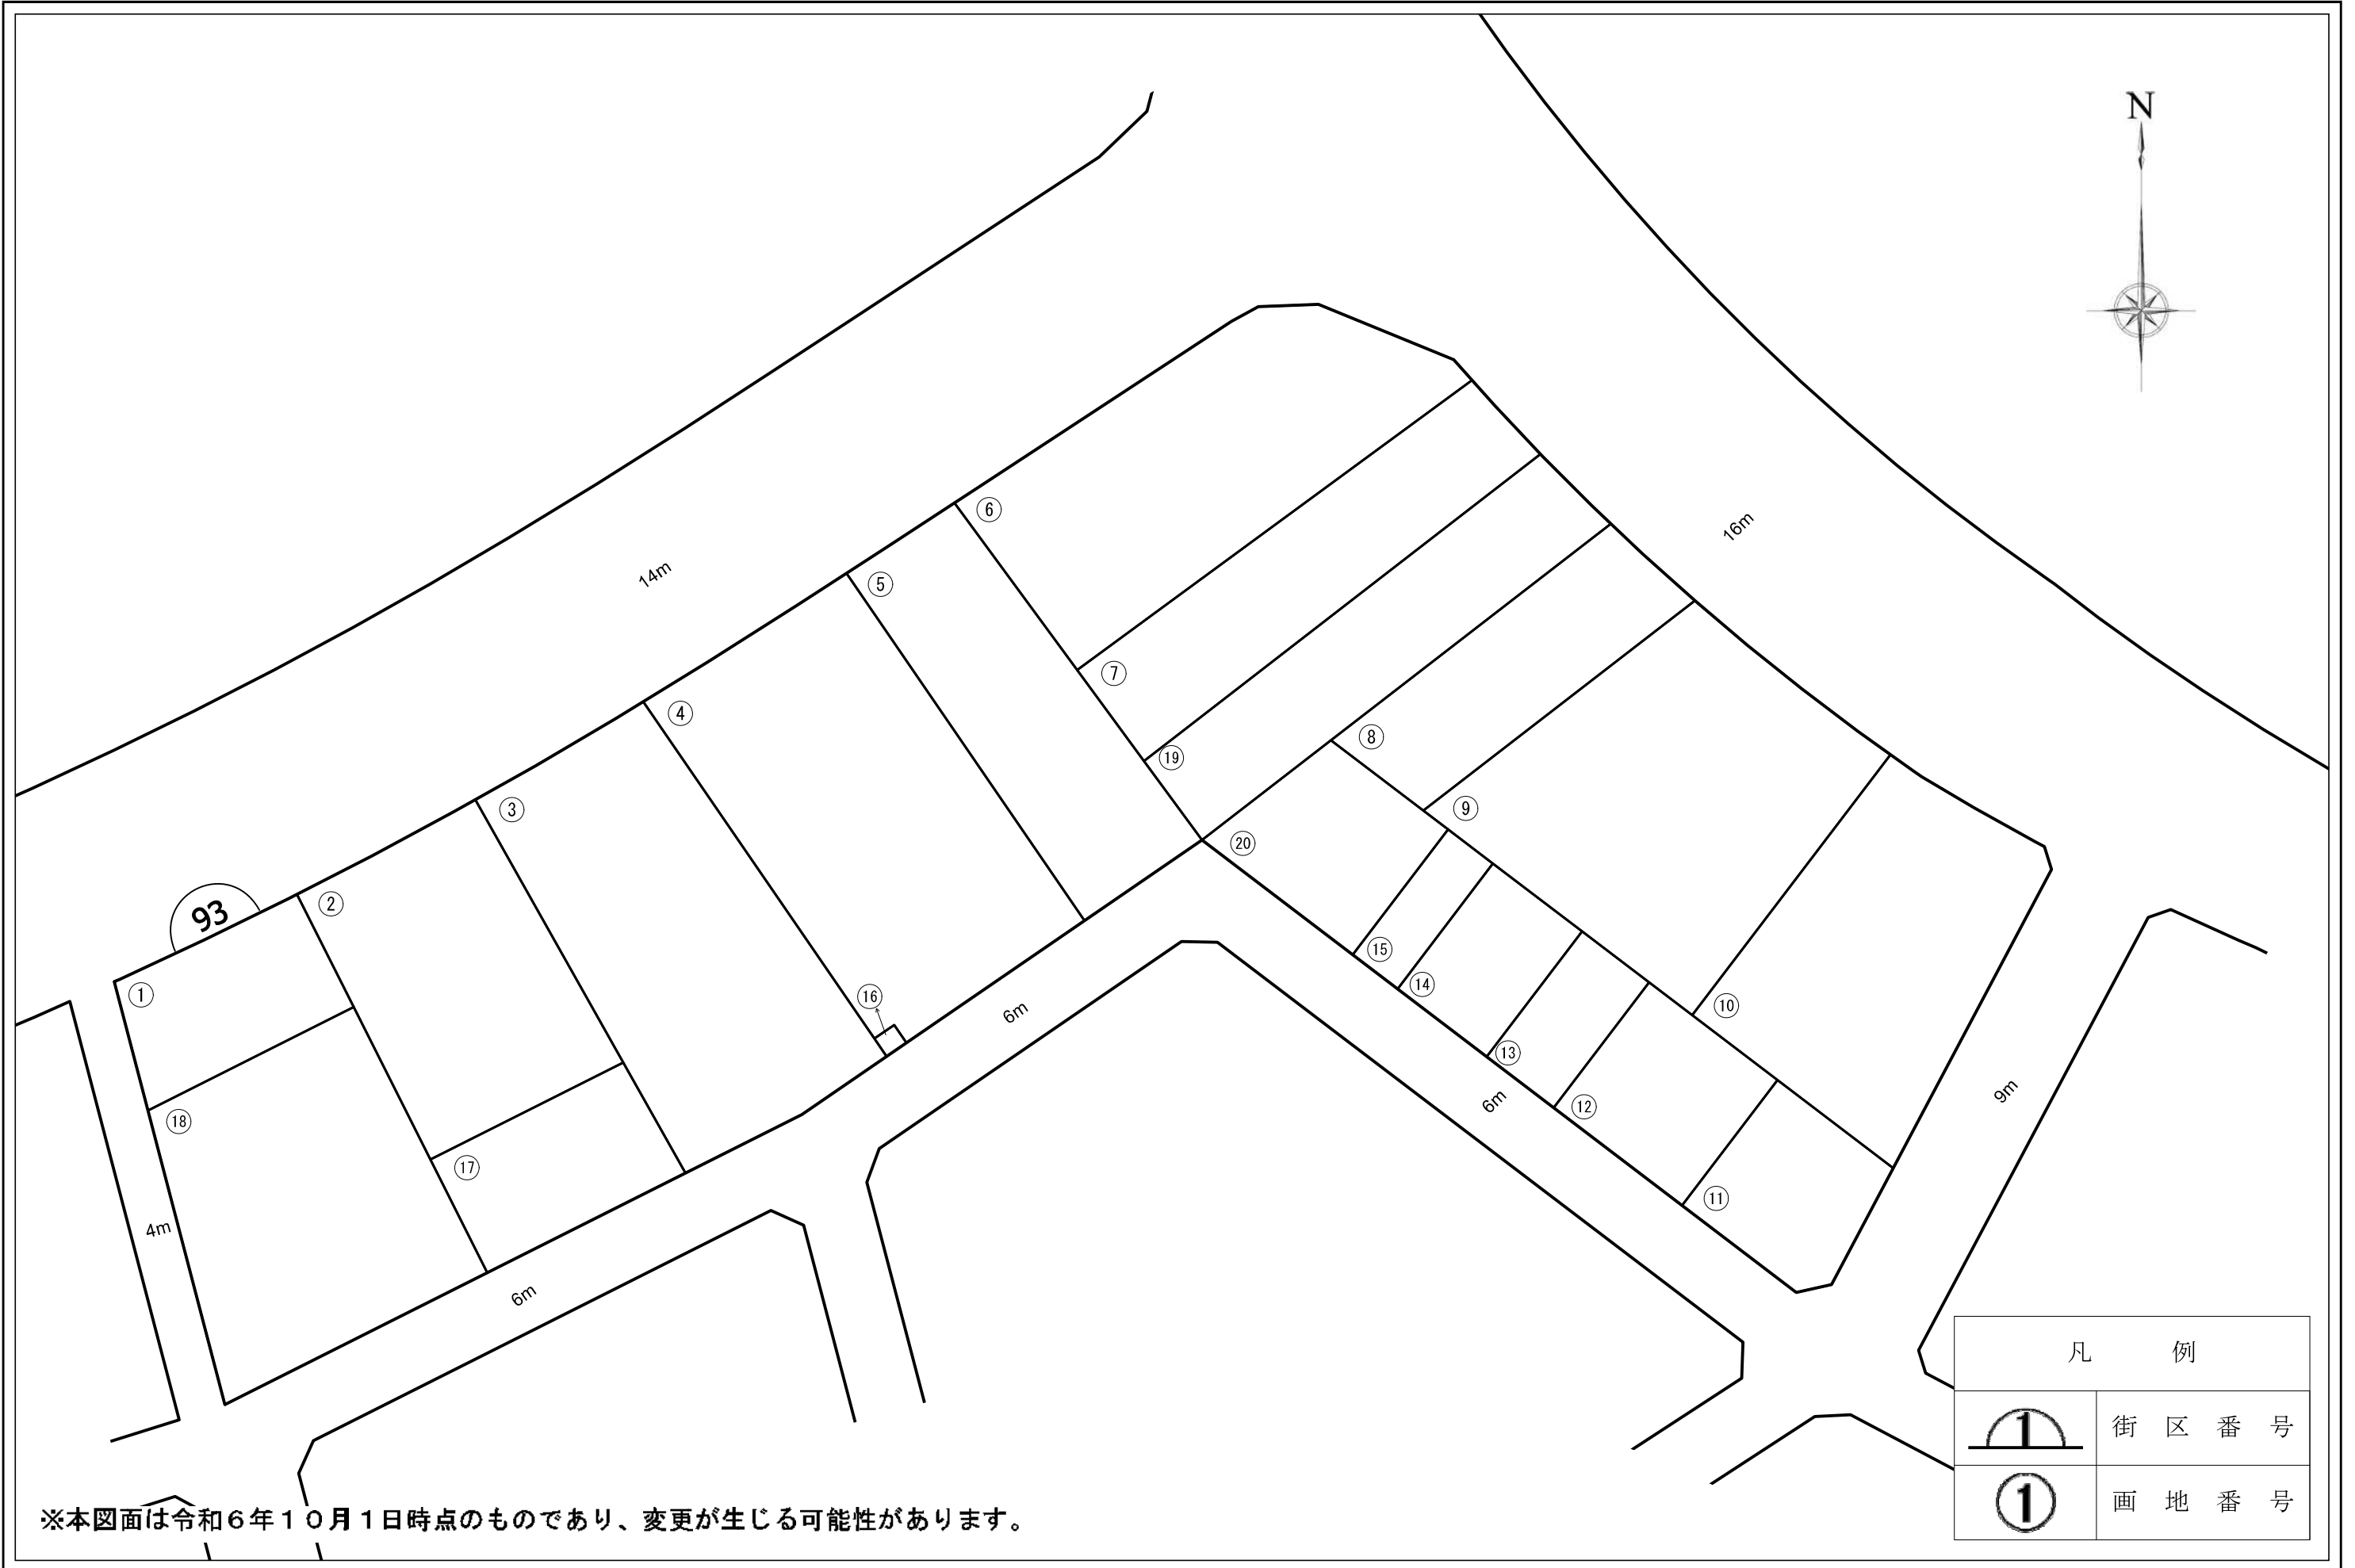 N
16m
14m
⑥
⑤
⑦
④
⑧
⑲
③
⑨
⑳
②
93
⑮
⑭
①
⑯
⑩
6m
⑬
⑱
6m
⑫
9m
⑰
⑪
4m
6m
凡 例
1 街 区 番 号
① 画 地 番 号
※本図面は令和6年10月1日時点のものであり、変更が生じる可能性があります。